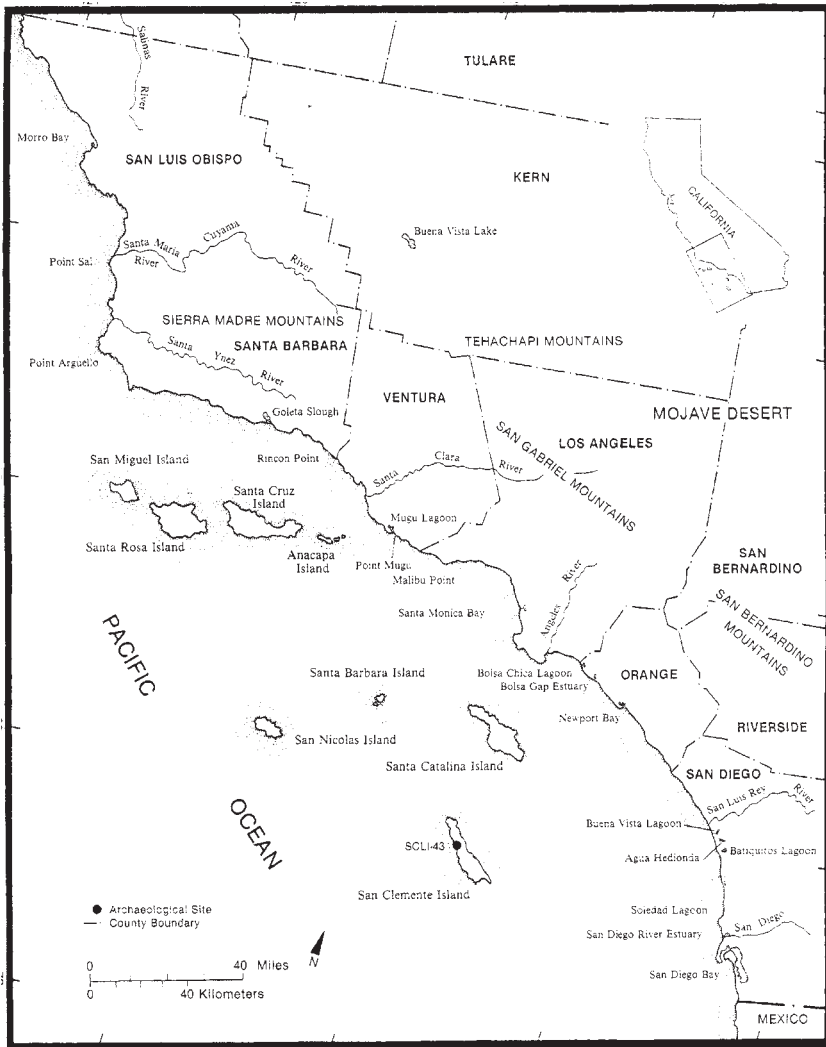 TULARE
Salinas
River
Morro Bay
SAN LUIS OBISPO
KERN
CALIFORNIA
Buena Vista Lake
Santa Maria
River
Cuyama
River
Point Sal
SIERRA MADRE MOUNTAINS
SANTA BARBARA
TEHACHAPI MOUNTAINS
Santa
Ynez
River
Point Arguello
VENTURA
MOJAVE DESERT
Goleta Slough
LOS ANGELES
SAN GABRIEL MOUNTAINS
Rincon Point
Santa
Clara
River
San Miguel Island
Santa Cruz
Island
Santa Rosa Island
Anacapa
Island
Mugu Lagoon
Point Mugu
Malibu Point
SAN
BERNARDINO
SAN BERNARDINO
MOUNTAINS
Santa Monica Bay
Angeles
River
PACIFIC
OCEAN
Santa Barbara Island
Bolsa Chica Lagoon
Bolsa Gap Estuary
ORANGE
San Nicolas Island
Newport Bay
RIVERSIDE
Santa Catalina Island
SAN DIEGO
San Luis Rey
River
Buena Vista Lagoon
SCLI-43
Agua Hedionda
Batiquitos Lagoon
San Clemente Island
Archaeological Site
County Boundary
Soledad Lagoon
San Diego River Estuary
San Diego
N
0 40 Miles
0 40 Kilometers
San Diego Bay
MEXICO